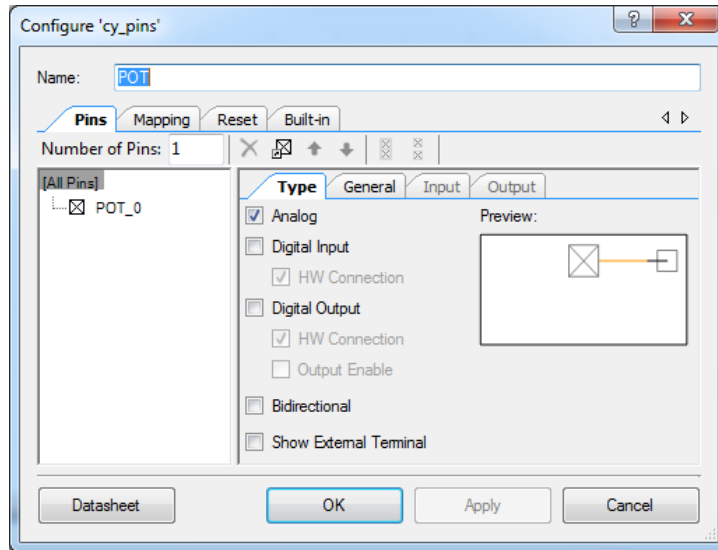 Configure 'cy_pins'
Name: POT
Pins Mapping Reset Built-in
Number of Pins: 1
[All Pins]
POT_0
Type General Input Output
Analog
Preview:
Digital Input
HW Connection
Digital Output
HW Connection
Output Enable
Bidirectional
Show External Terminal
Datasheet OK Apply Cancel